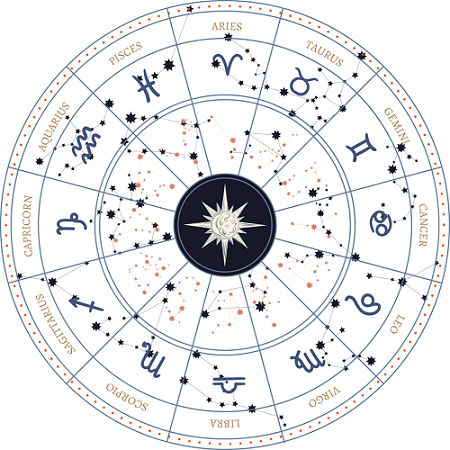 ARIES
TAURUS
GEMINI
CANCER
LEO
VIRGO
LIBRA
SCORPIO
SAGITTARIUS
CAPRICORN
AQUARIUS
PISCES